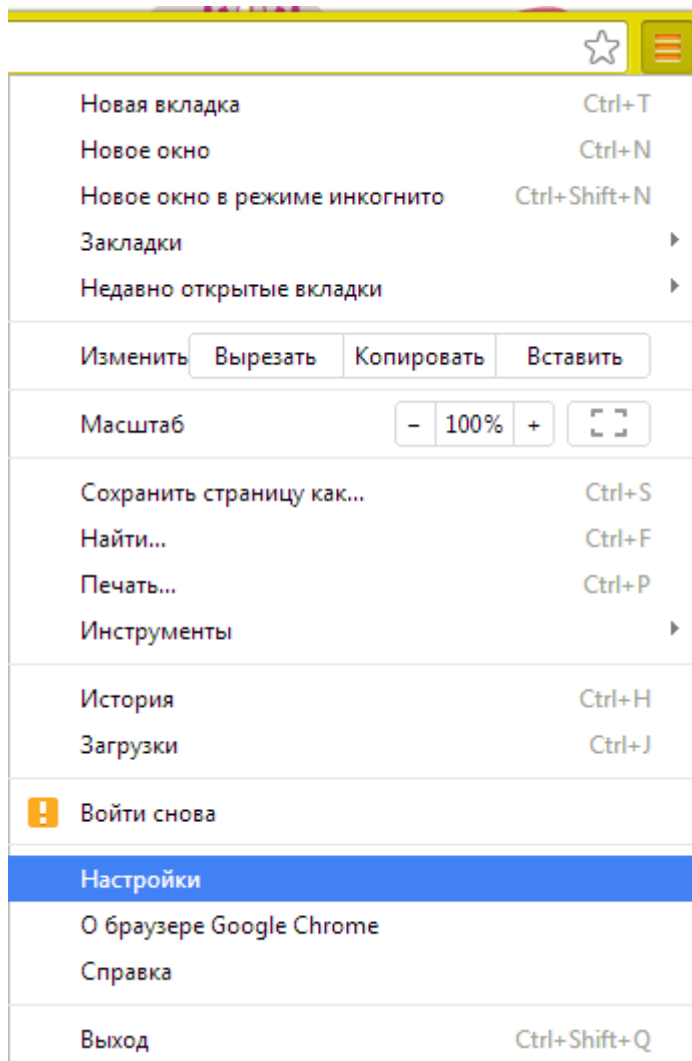 Новая вкладка Ctrl+T
Новое окно Ctrl+N
Новое окно в режиме инкогнито Ctrl+Shift+N
Закладки
Недавно открытые вкладки
Изменить Вырезать Копировать Вставить
Масштаб - 100% +
Сохранить страницу как... Ctrl+S
Найти... Ctrl+F
Печать... Ctrl+P
Инструменты
История Ctrl+H
Загрузки Ctrl+J
Войти снова
Настройки
О браузере Google Chrome
Справка
Выход Ctrl+Shift+Q